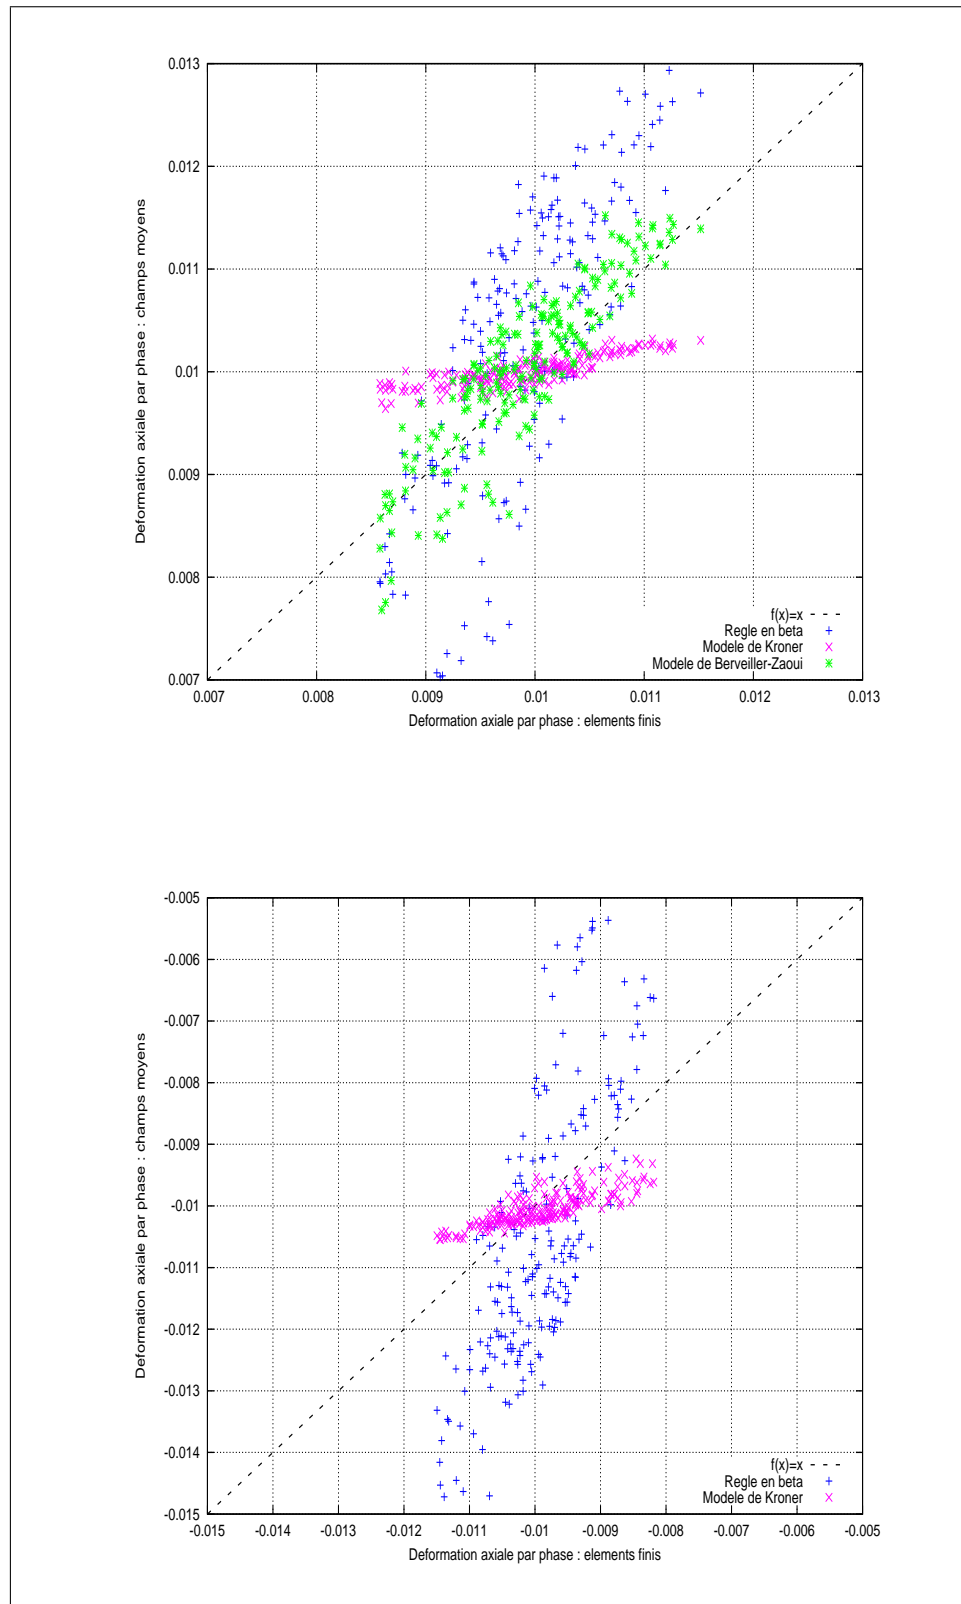 0.013
0.012
0.011
0.01
0.009
0.008
0.007
Deformation axiale par phase : champs moyens
f(x)=x
Regle en beta
Modele de Kroner
Modele de Berveiller-Zaoui
0.007 0.008 0.009 0.01 0.011 0.012 0.013
Deformation axiale par phase : elements finis
-0.005
-0.006
-0.007
-0.008
-0.009
-0.01
-0.011
-0.012
-0.013
-0.014
-0.015
Deformation axiale par phase : champs moyens
f(x)=x
Regle en beta
Modele de Kroner
-0.015 -0.014 -0.013 -0.012 -0.011 -0.01 -0.009 -0.008 -0.007 -0.006 -0.005
Deformation axiale par phase : elements finis